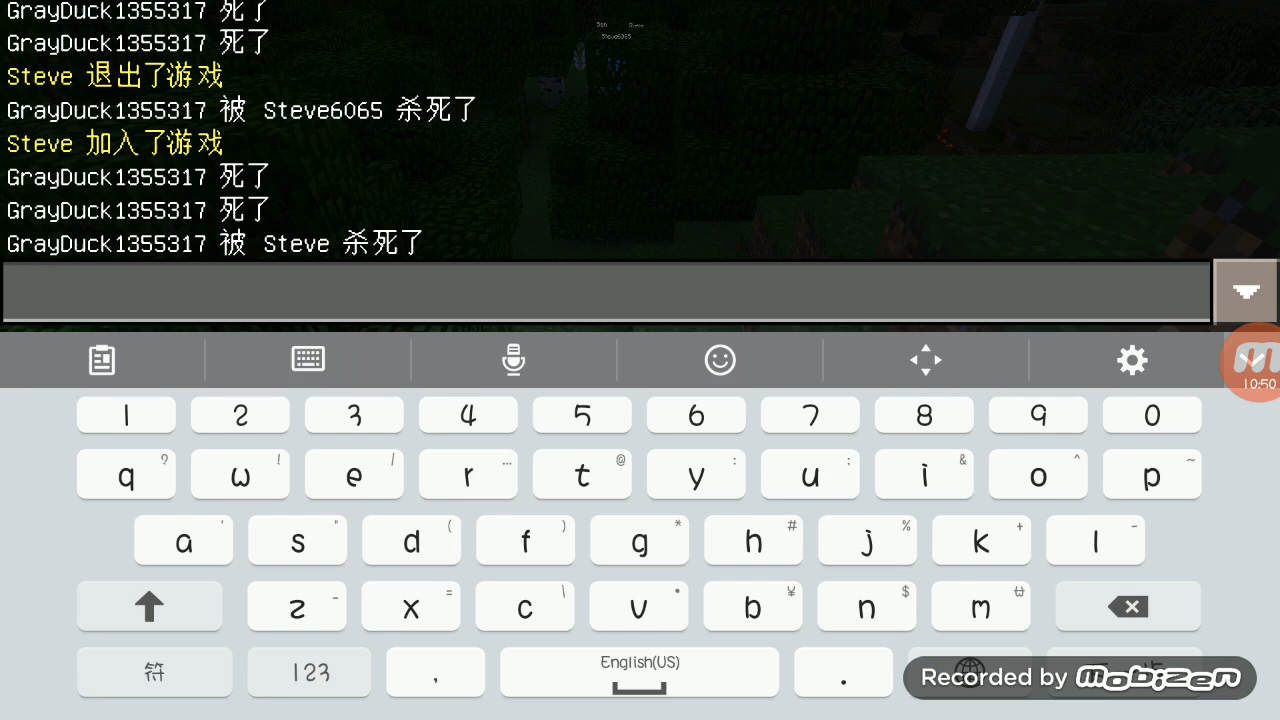 GrayDuck1355317 死了
GrayDuck1355317 死了
Steve 退出了游戏
GrayDuck1355317 被 Steve6065 杀死了
Steve 加入了游戏
GrayDuck1355317 死了
GrayDuck1355317 死了
GrayDuck1355317 被 Steve 杀死了
Steve
10:50
1 2 3 4 5 6 7 8 9 0
q ? w ! e / r ... t @ y : u ; i & o ^ p ~
a ' s " d ( f ) g * h # j % k + l -
z - x = c \ v • b ¥ n $ m ₩
符 123 , English(US) .
Recorded by mobizen